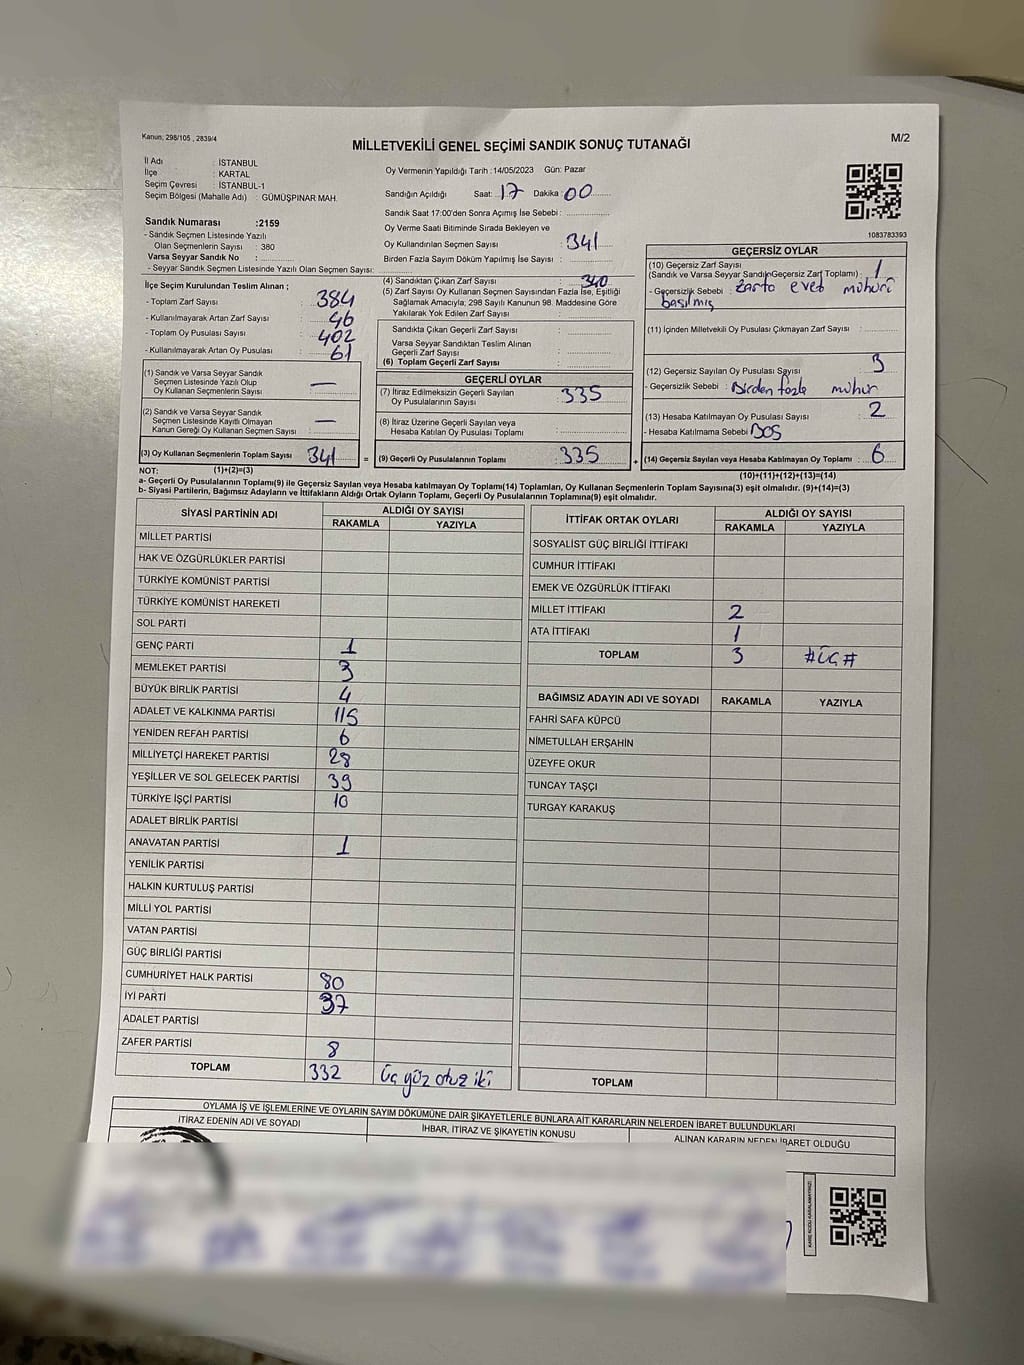 Kanun: 298/105 , 2839/4
MİLLETVEKİLİ GENEL SEÇİMİ SANDIK SONUÇ TUTANAĞI
M/2
İl Adı : İSTANBUL
İlçe : KARTAL
Seçim Çevresi : İSTANBUL-1
Seçim Bölgesi (Mahalle Adı) : GÜMÜŞPINAR MAH.
Sandık Numarası :2159
- Sandık Seçmen Listesinde Yazılı
Olan Seçmenlerin Sayısı : 380
Varsa Seyyar Sandık No :
- Seyyar Sandık Seçmen Listesinde Yazılı Olan Seçmen Sayısı:
İlçe Seçim Kurulundan Teslim Alınan ;
- Toplam Zarf Sayısı : 384
- Kullanılmayarak Artan Zarf Sayısı : 46
- Toplam Oy Pusulası Sayısı : 402
- Kullanılmayarak Artan Oy Pusulası : 61
(1) Sandık ve Varsa Seyyar Sandık
Seçmen Listesinde Yazılı Olup
Oy Kullanan Seçmenlerin Sayısı : —
(2) Sandık ve Varsa Seyyar Sandık
Seçmen Listesinde Kayıtlı Olmayan
Kanun Gereği Oy Kullanan Seçmen Sayısı : —
(3) Oy Kullanan Seçmenlerin Toplam Sayısı : 341 =
Oy Vermenin Yapıldığı Tarih :14/05/2023 Gün: Pazar
Sandığın Açıldığı Saat: 17 Dakika : 00
Sandık Saat 17:00'den Sonra Açımış İse Sebebi :
Oy Verme Saati Bitiminde Sırada Bekleyen ve
Oy Kullandırılan Seçmen Sayısı : 341
Birden Fazla Sayım Döküm Yapılmış İse Sayısı :
(4) Sandıktan Çıkan Zarf Sayısı : 340
(5) Zarf Sayısı Oy Kullanan Seçmen Sayısından Fazla İse, Eşitliği
Sağlamak Amacıyla, 298 Sayılı Kanunun 98. Maddesine Göre
Yakılarak Yok Edilen Zarf Sayısı :
Sandıkta Çıkan Geçerli Zarf Sayısı :
Varsa Seyyar Sandıktan Teslim Alınan
Geçerli Zarf Sayısı :
(6) Toplam Geçerli Zarf Sayısı :
GEÇERLİ OYLAR
(7) İtiraz Edilmeksizin Geçerli Sayılan
Oy Pusulalarının Sayısı : 335
(8) İtiraz Üzerine Geçerli Sayılan veya
Hesaba Katılan Oy Pusulası Toplamı :
(9) Geçerli Oy Pusulalarının Toplamı : 335 +
1083783393
GEÇERSİZ OYLAR
(10) Geçersiz Zarf Sayısı
(Sandık ve Varsa Seyyar Sandık Geçersiz Zarf Toplamı) : 1
- Geçersizlik Sebebi : Zarfa evet mühürü
basılmış
(11) İçinden Milletvekili Oy Pusulası Çıkmayan Zarf Sayısı :
(12) Geçersiz Sayılan Oy Pusulası Sayısı : 3
- Geçersizlik Sebebi : Birden fazla mühür
(13) Hesaba Katılmayan Oy Pusulası Sayısı : 2
- Hesaba Katılmama Sebebi : BOŞ
(14) Geçersiz Sayılan veya Hesaba Katılmayan Oy Toplamı : 6
NOT: (1)+(2)=(3)
(10)+(11)+(12)+(13)=(14)
a- Geçerli Oy Pusulalarının Toplamı(9) ile Geçersiz Sayılan veya Hesaba Katılmayan Oy Toplamı(14) Toplamları, Oy Kullanan Seçmenlerin Toplam Sayısına(3) eşit olmalıdır. (9)+(14)=(3)
b- Siyasi Partilerin, Bağımsız Adayların ve İttifakların Aldığı Ortak Oyların Toplamı, Geçerli Oy Pusulalarının Toplamına(9) eşit olmalıdır.
SİYASİ PARTİNİN ADI
ALDIĞI OY SAYISI
RAKAMLA YAZIYLA
MİLLET PARTİSİ
HAK VE ÖZGÜRLÜKLER PARTİSİ
TÜRKİYE KOMÜNİST PARTİSİ
TÜRKİYE KOMÜNİST HAREKETİ
SOL PARTİ
GENÇ PARTİ 1
MEMLEKET PARTİSİ 3
BÜYÜK BİRLİK PARTİSİ 4
ADALET VE KALKINMA PARTİSİ 115
YENİDEN REFAH PARTİSİ 6
MİLLİYETÇİ HAREKET PARTİSİ 28
YEŞİLLER VE SOL GELECEK PARTİSİ 39
TÜRKİYE İŞÇİ PARTİSİ 10
ADALET BİRLİK PARTİSİ
ANAVATAN PARTİSİ 1
YENİLİK PARTİSİ
HALKIN KURTULUŞ PARTİSİ
MİLLİ YOL PARTİSİ
VATAN PARTİSİ
GÜÇ BİRLİĞİ PARTİSİ
CUMHURİYET HALK PARTİSİ 80
İYİ PARTİ 37
ADALET PARTİSİ
ZAFER PARTİSİ 8
TOPLAM 332 Üç yüz otuz iki
İTTİFAK ORTAK OYLARI
ALDIĞI OY SAYISI
RAKAMLA YAZIYLA
SOSYALİST GÜÇ BİRLİĞİ İTTİFAKI
CUMHUR İTTİFAKI
EMEK VE ÖZGÜRLÜK İTTİFAKI
MİLLET İTTİFAKI 2
ATA İTTİFAKI 1
TOPLAM 3 #ÜÇ#
BAĞIMSIZ ADAYIN ADI VE SOYADI RAKAMLA YAZIYLA
FAHRİ SAFA KÜPCÜ
NİMETULLAH ERŞAHİN
ÜZEYFE OKUR
TUNCAY TAŞÇI
TURGAY KARAKUŞ
TOPLAM
OYLAMA İŞ VE İŞLEMLERİNE VE OYLARIN SAYIM DÖKÜMÜNE DAİR ŞİKAYETLERLE BUNLARA AİT KARARLARIN NELERDEN İBARET BULUNDUKLARI
İTİRAZ EDENİN ADI VE SOYADI
İHBAR, İTİRAZ VE ŞİKAYETİN KONUSU
ALINAN KARARIN NEDEN İBARET OLDUĞU
KARE KODU KARALAMAYINIZ!